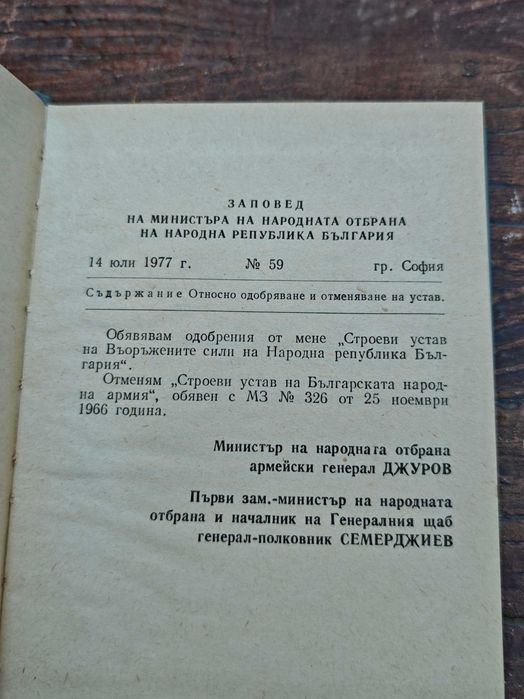 ЗАПОВЕД
НА МИНИСТЪРА НА НАРОДНАТА ОТБРАНА
НА НАРОДНА РЕПУБЛИКА БЪЛГАРИЯ
14 юли 1977 г. № 59 гр. София
Съдържание Относно одобряване и отменяване на устав.
Обявявам одобрения от мене „Строеви устав
на Въоръжените сили на Народна република Бъл-
гария“.
Отменям „Строеви устав на Българската народ-
на армия“, обявен с МЗ № 326 от 25 ноември
1966 година.
Министър на народната отбрана
армейски генерал ДЖУРОВ
Първи зам.-министър на народната
отбрана и началник на Генералния щаб
генерал-полковник СЕМЕРДЖИЕВ